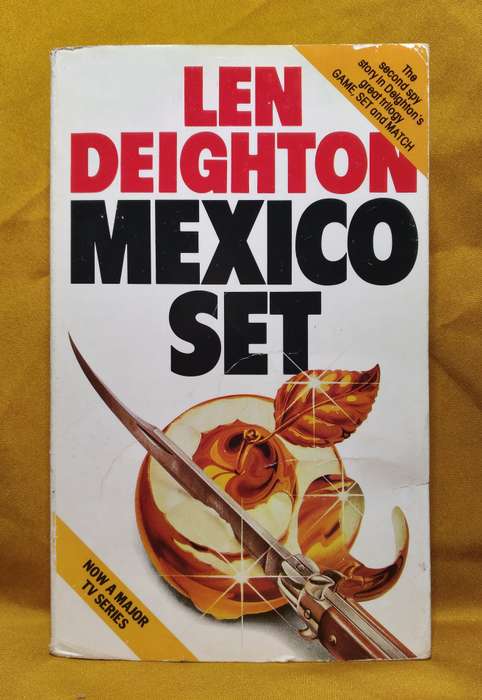 The
second spy
story in Deighton's
great trilogy
GAME, SET and MATCH
LEN
DEIGHTON
MEXICO
SET
NOW A MAJOR
TV SERIES